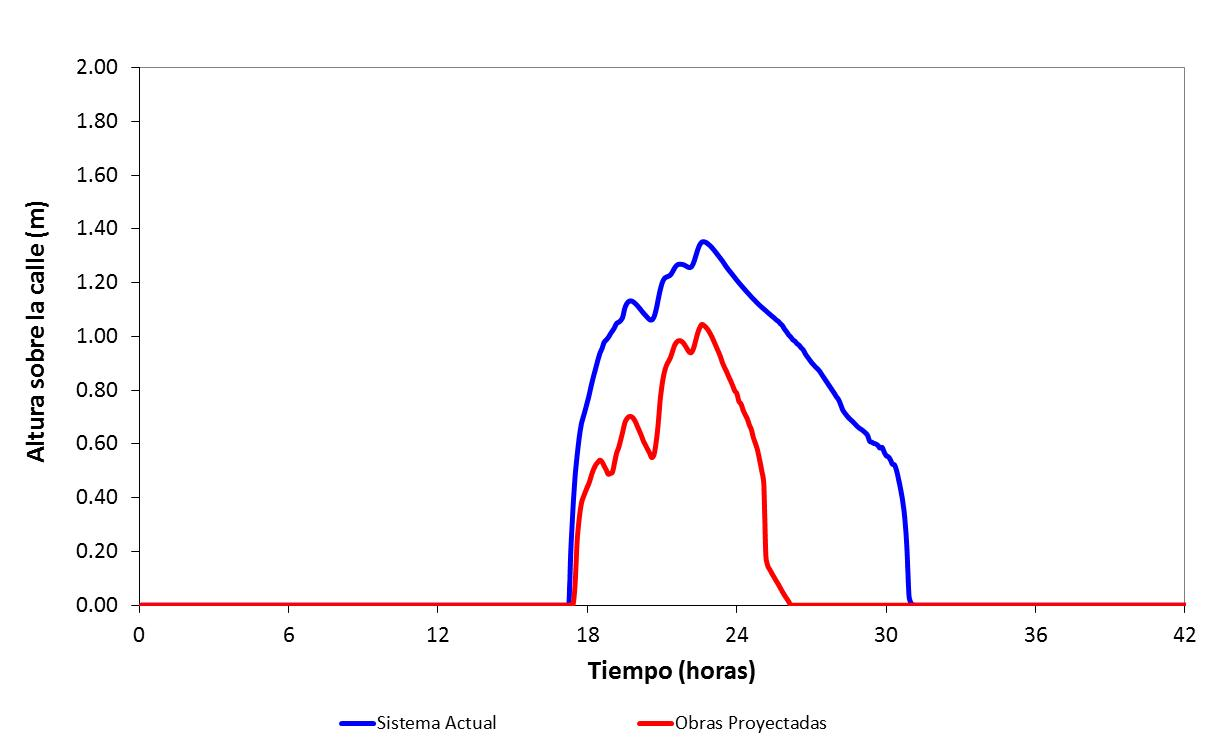 2.00
1.80
1.60
1.40
1.20
1.00
0.80
0.60
0.40
0.20
0.00
Altura sobre la calle (m)
0 6 12 18 24 30 36 42
Tiempo (horas)
Sistema Actual Obras Proyectadas